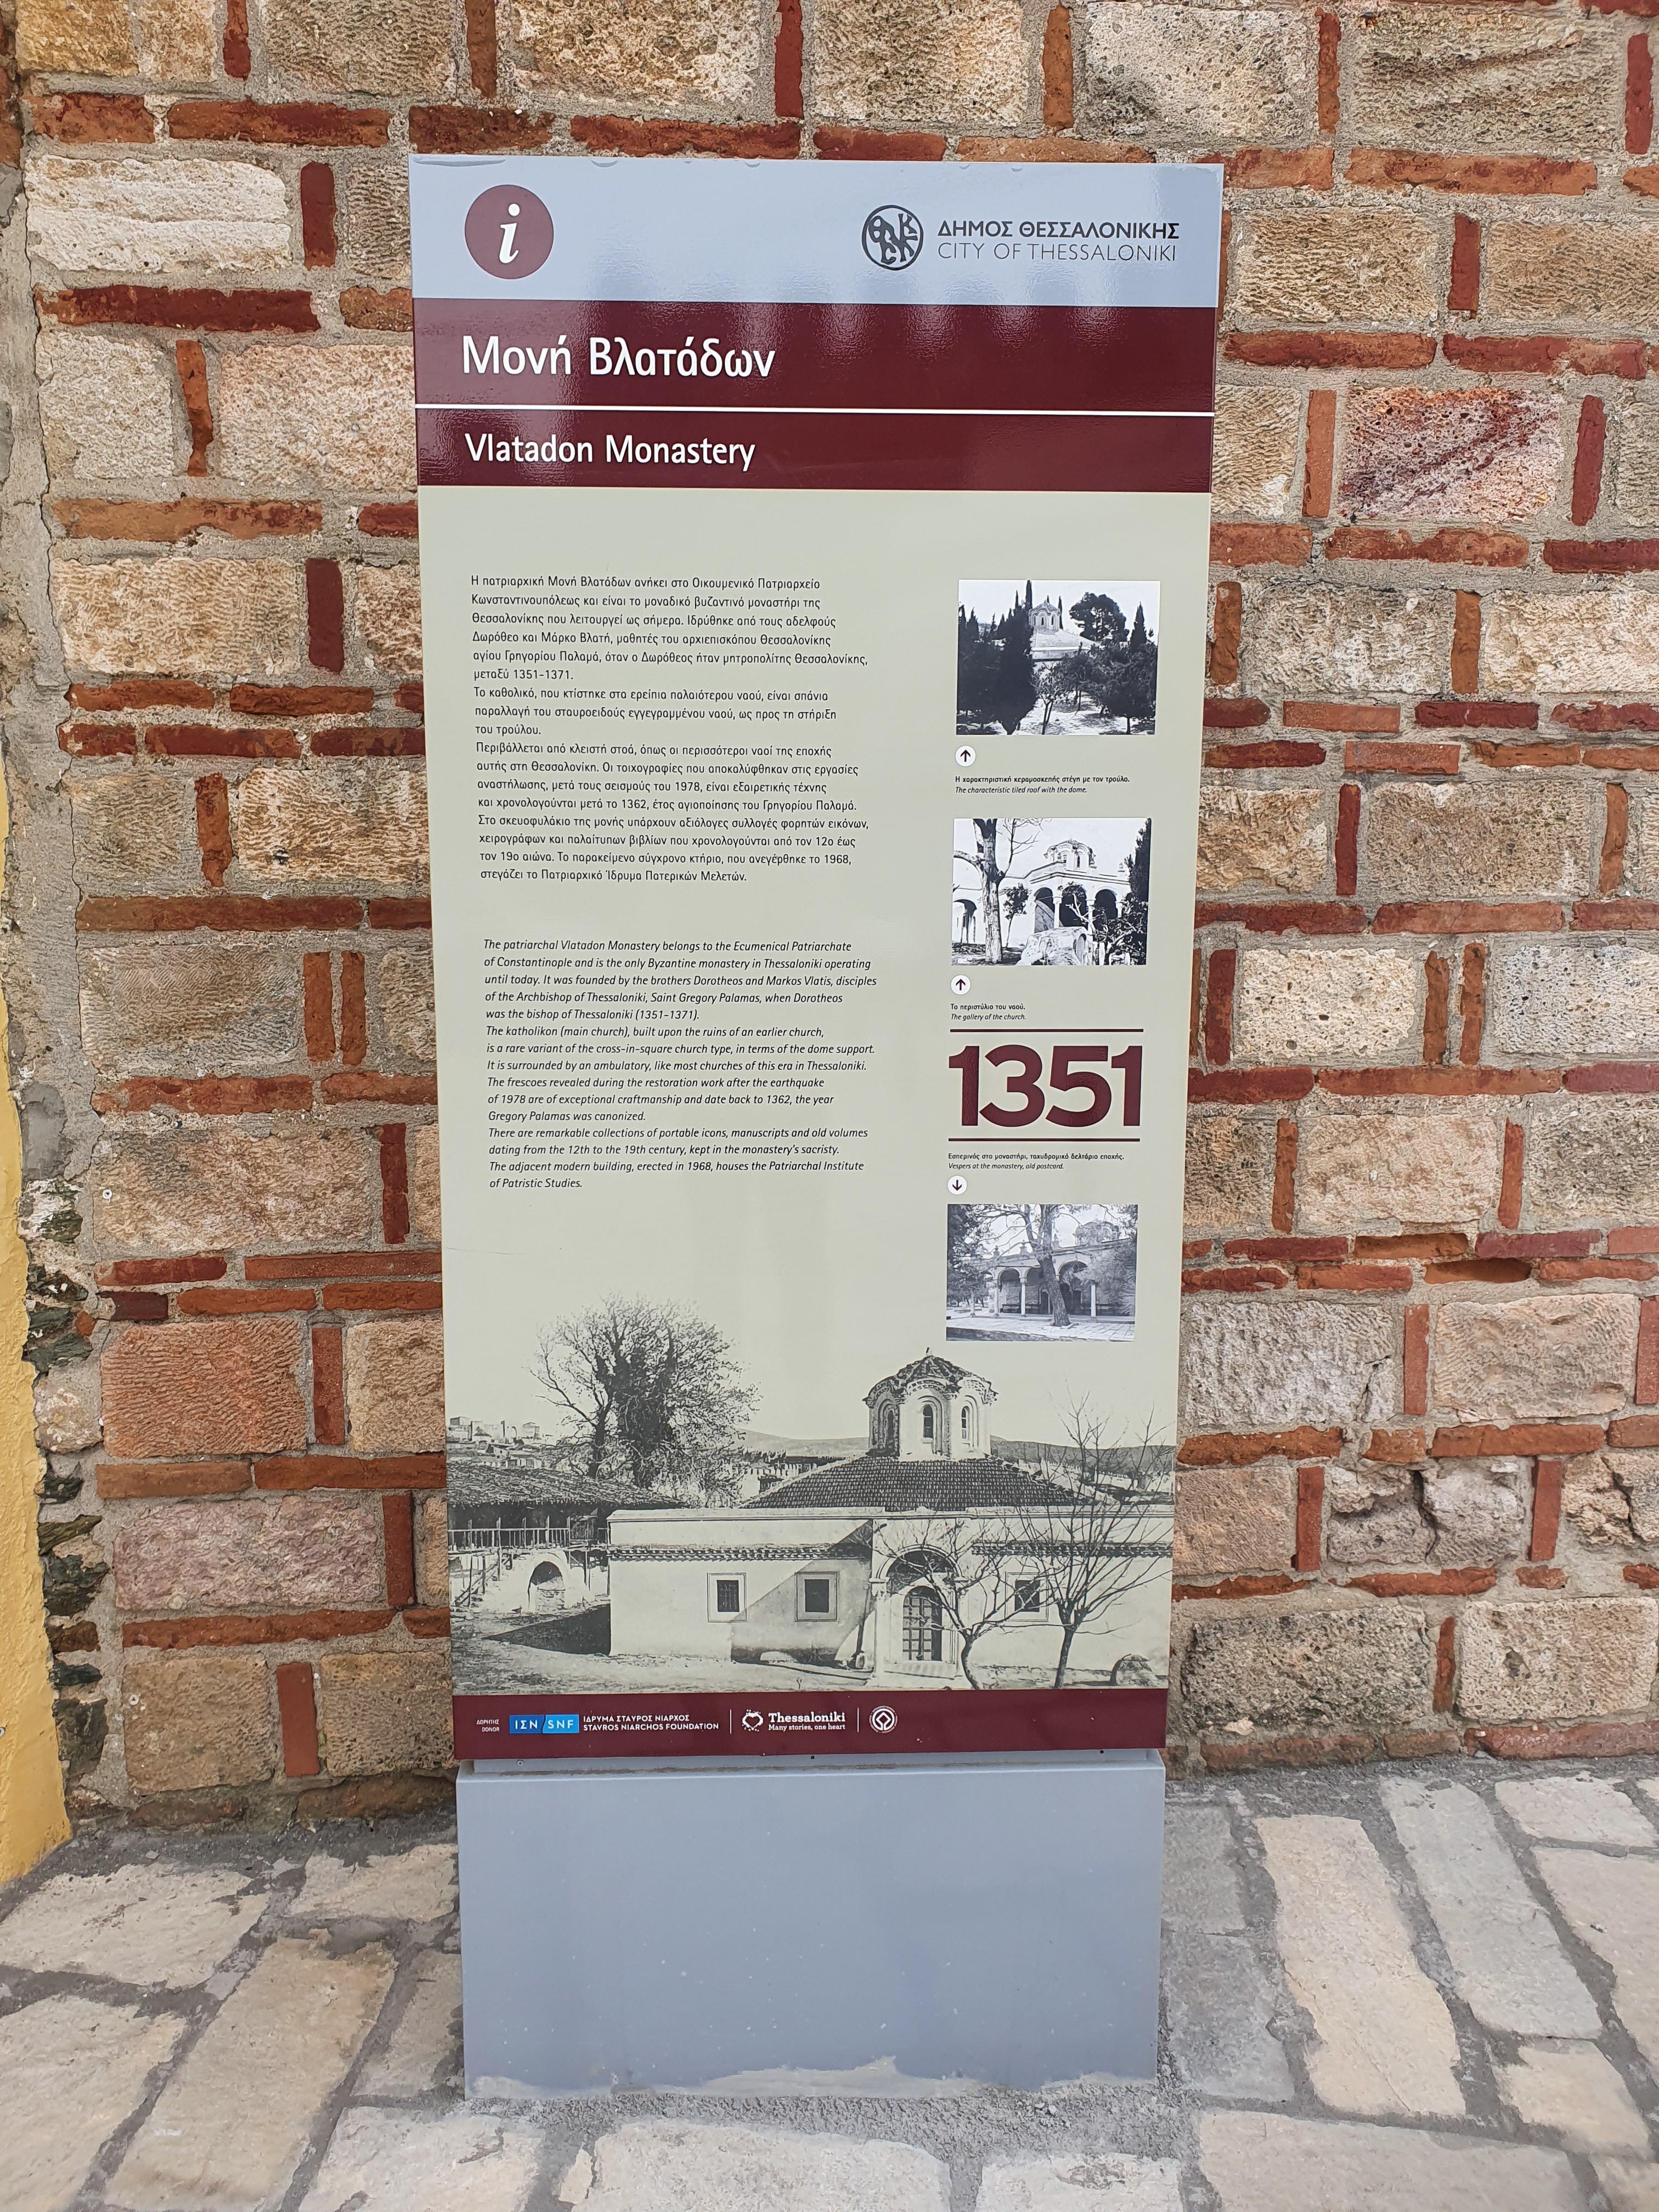 i
ΔΗΜΟΣ ΘΕΣΣΑΛΟΝΙΚΗΣ
CITY OF THESSALONIKI
Μονή Βλατάδων
Vlatadon Monastery
Η πατριαρχική Μονή Βλατάδων ανήκει στο Οικουμενικό Πατριαρχείο
Κωνσταντινουπόλεως και είναι το μοναδικό βυζαντινό μοναστήρι της
Θεσσαλονίκης που λειτουργεί ως σήμερα. Ιδρύθηκε από τους αδελφούς
Δωρόθεο και Μάρκο Βλατή, μαθητές του αρχιεπισκόπου Θεσσαλονίκης
αγίου Γρηγορίου Παλαμά, όταν ο Δωρόθεος ήταν μητροπολίτης Θεσσαλονίκης,
μεταξύ 1351-1371.
Το καθολικό, που κτίστηκε στα ερείπια παλαιότερου ναού, είναι σπάνια
παραλλαγή του σταυροειδούς εγγεγραμμένου ναού, ως προς τη στήριξη
του τρούλου.
Περιβάλλεται από κλειστή στοά, όπως οι περισσότεροι ναοί της εποχής
αυτής στη Θεσσαλονίκη. Οι τοιχογραφίες που αποκαλύφθηκαν στις εργασίες
αναστήλωσης, μετά τους σεισμούς του 1978, είναι εξαιρετικής τέχνης
και χρονολογούνται μετά το 1362, έτος αγιοποίησης του Γρηγορίου Παλαμά.
Στο σκευοφυλάκιο της μονής υπάρχουν αξιόλογες συλλογές φορητών εικόνων,
χειρογράφων και παλαίτυπων βιβλίων που χρονολογούνται από τον 12ο έως
τον 19ο αιώνα. Το παρακείμενο σύγχρονο κτήριο, που ανεγέρθηκε το 1968,
στεγάζει το Πατριαρχικό Ίδρυμα Πατερικών Μελετών.
The patriarchal Vlatadon Monastery belongs to the Ecumenical Patriarchate
of Constantinople and is the only Byzantine monastery in Thessaloniki operating
until today. It was founded by the brothers Dorotheos and Markos Vlatis, disciples
of the Archbishop of Thessaloniki, Saint Gregory Palamas, when Dorotheos
was the bishop of Thessaloniki (1351-1371).
The katholikon (main church), built upon the ruins of an earlier church,
is a rare variant of the cross-in-square church type, in terms of the dome support.
It is surrounded by an ambulatory, like most churches of this era in Thessaloniki.
The frescoes revealed during the restoration work after the earthquake
of 1978 are of exceptional craftmanship and date back to 1362, the year
Gregory Palamas was canonized.
There are remarkable collections of portable icons, manuscripts and old volumes
dating from the 12th to the 19th century, kept in the monastery's sacristy.
The adjacent modern building, erected in 1968, houses the Patriarchal Institute
of Patristic Studies.
Η χαρακτηριστική κεραμοσκεπής στέγη με τον τρούλο.
The characteristic tiled roof with the dome.
Το περιστύλιο του ναού.
The gallery of the church.
1351
Εσπερινός στο μοναστήρι, ταχυδρομικό δελτάριο εποχής.
Vespers at the monastery, old postcard.
ΔΩΡΗΤΗΣ
DONOR
ΙΣΝ/SNF
ΙΔΡΥΜΑ ΣΤΑΥΡΟΣ ΝΙΑΡΧΟΣ
STAVROS NIARCHOS FOUNDATION
Thessaloniki
Many stories, one heart